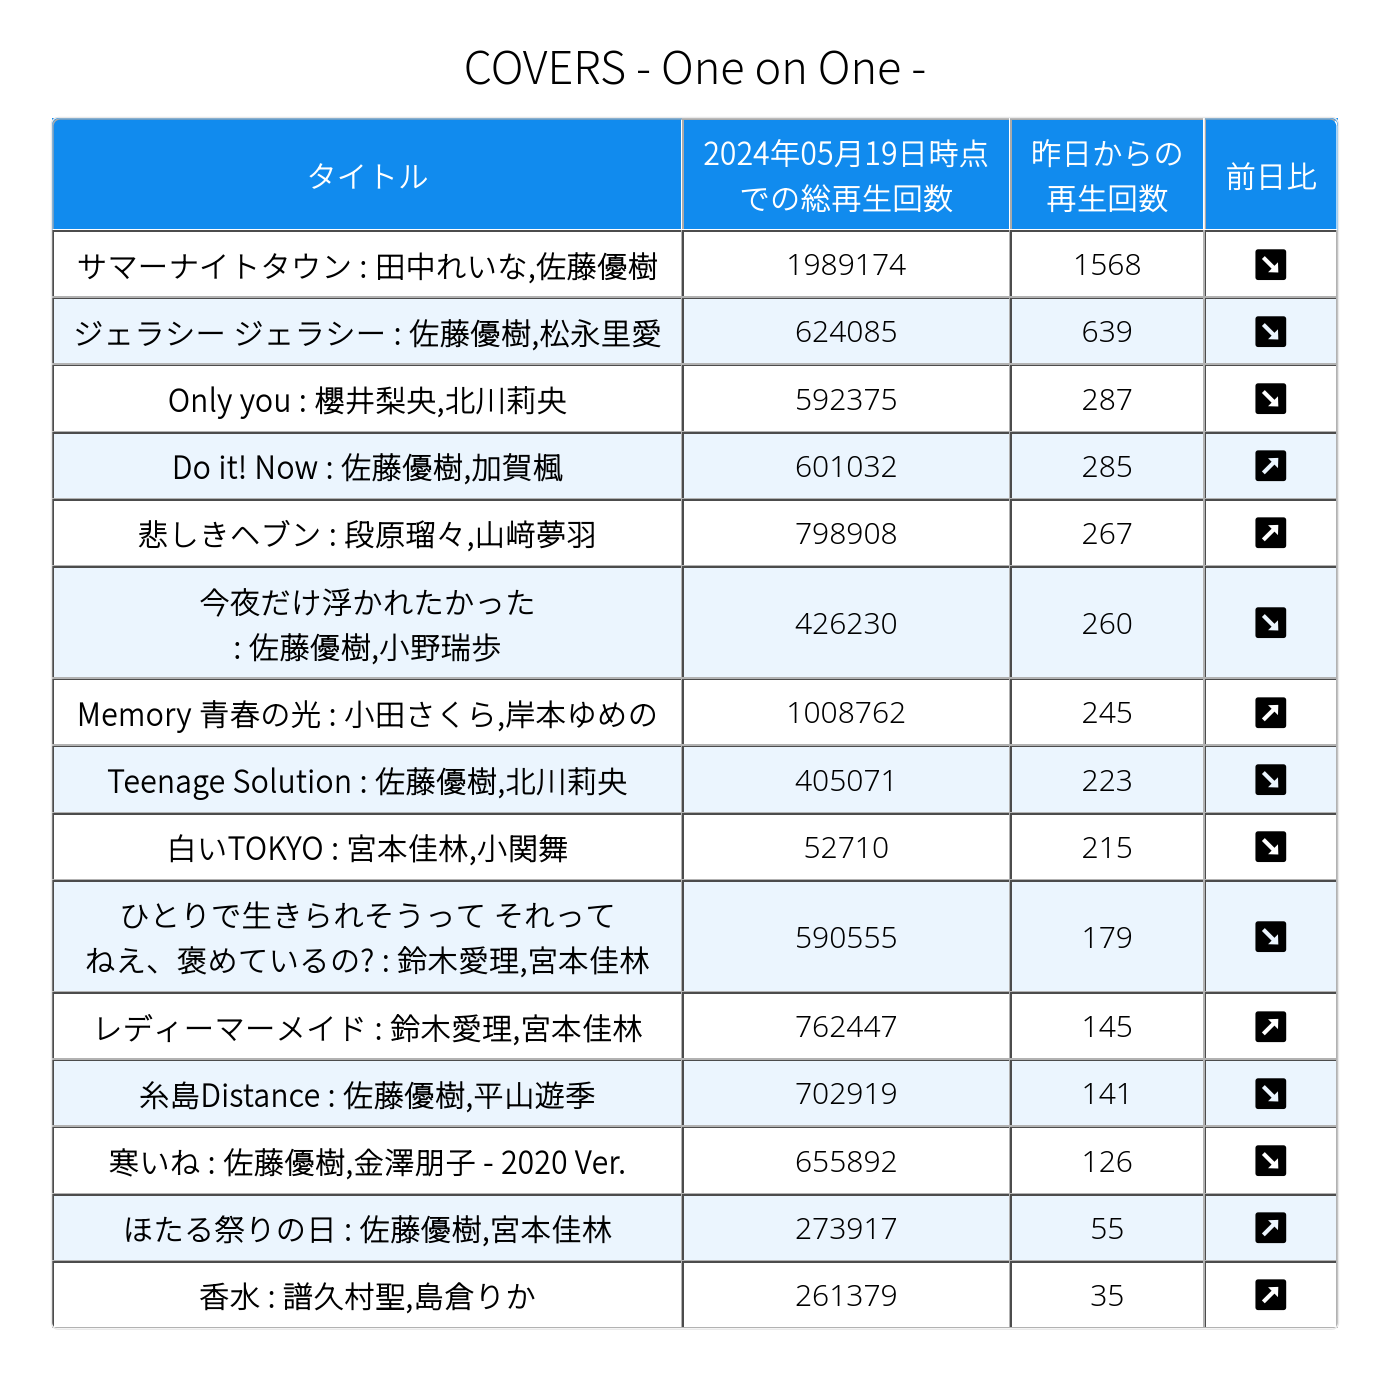 COVERS - One on One -
タイトル
2024年05月19日時点
での総再生回数
昨日からの
再生回数
前日比
サマーナイトタウン : 田中れいな,佐藤優樹
1989174
1568
ジェラシー ジェラシー : 佐藤優樹,松永里愛
624085
639
Only you : 櫻井梨央,北川莉央
592375
287
Do it! Now : 佐藤優樹,加賀楓
601032
285
悲しきヘブン : 段原瑠々,山﨑夢羽
798908
267
今夜だけ浮かれたかった
: 佐藤優樹,小野瑞歩
426230
260
Memory 青春の光 : 小田さくら,岸本ゆめの
1008762
245
Teenage Solution : 佐藤優樹,北川莉央
405071
223
白いTOKYO : 宮本佳林,小関舞
52710
215
ひとりで生きられそうって それって
ねえ、褒めているの? : 鈴木愛理,宮本佳林
590555
179
レディーマーメイド : 鈴木愛理,宮本佳林
762447
145
糸島Distance : 佐藤優樹,平山遊季
702919
141
寒いね : 佐藤優樹,金澤朋子 - 2020 Ver.
655892
126
ほたる祭りの日 : 佐藤優樹,宮本佳林
273917
55
香水 : 譜久村聖,島倉りか
261379
35